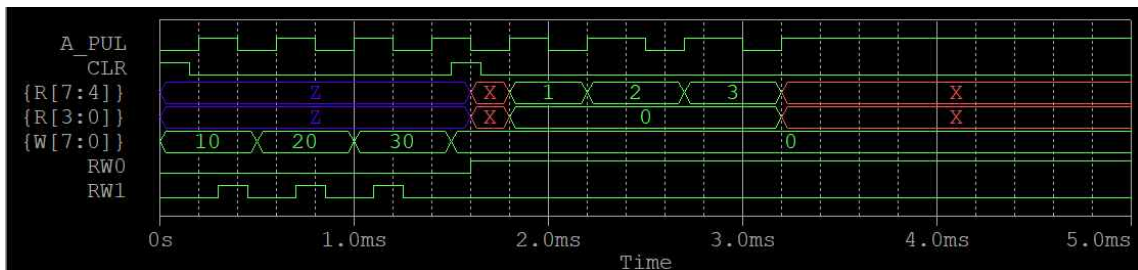 A_PUL
CLR
{R[7:4]} Z X 1 2 3 X
{R[3:0]} Z X 0 X
{W[7:0]} 10 20 30 0
RW0
RW1
0s 1.0ms 2.0ms 3.0ms 4.0ms 5.0ms
Time